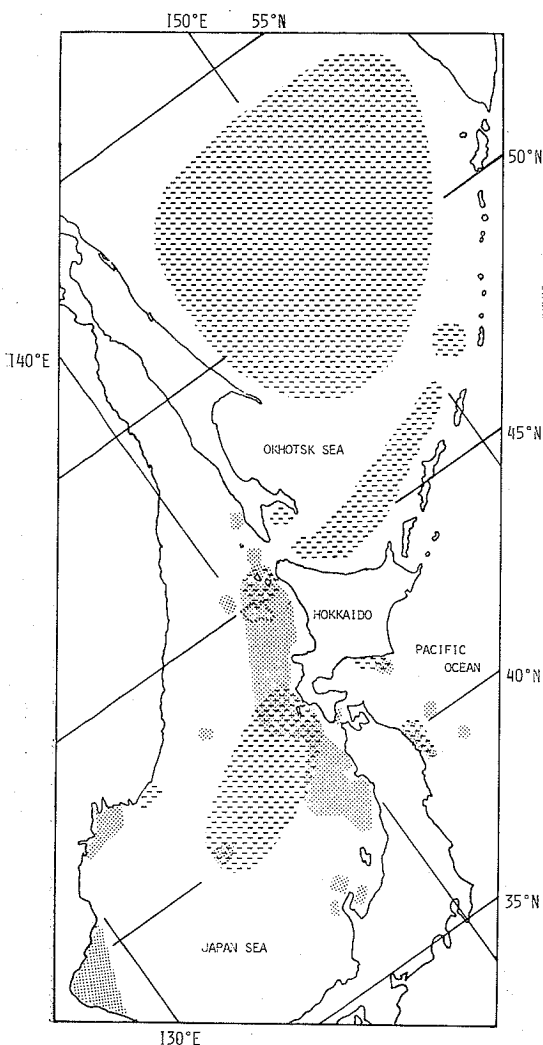 150°E 55°N
50°N
140°E
45°N
OKHOTSK SEA
HOKKAIDO
PACIFIC
OCEAN
40°N
35°N
JAPAN SEA
130°E